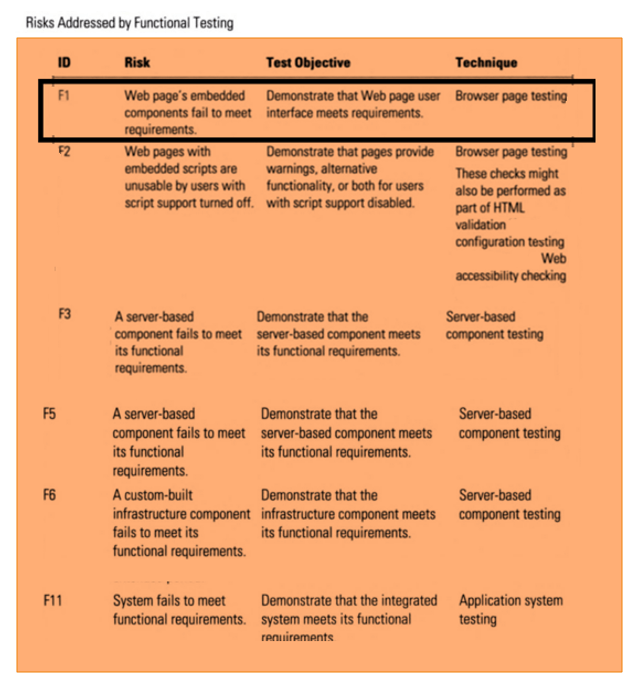 Risks Addressed by Functional Testing
ID Risk Test Objective Technique
F1 Web page's embedded Demonstrate that Web page user Browser page testing
components fail to meet interface meets requirements.
requirements.
F2 Web pages with Demonstrate that pages provide Browser page testing
embedded scripts are warnings, alternative These checks might
unusable by users with functionality, or both for users also be performed as
script support turned off. with script support disabled. part of HTML
validation
configuration testing
Web
accessibility checking
F3 A server-based Demonstrate that the Server-based
component fails to meet server-based component meets component testing
its functional its functional requirements.
requirements.
F5 A server-based Demonstrate that the Server-based
component fails to meet server-based component meets component testing
its functional its functional requirements.
requirements.
F6 A custom-built Demonstrate that the Server-based
infrastructure component infrastructure component meets component testing
fails to meet its its functional requirements.
functional requirements.
F11 System fails to meet Demonstrate that the integrated Application system
functional requirements. system meets its functional testing
requirements